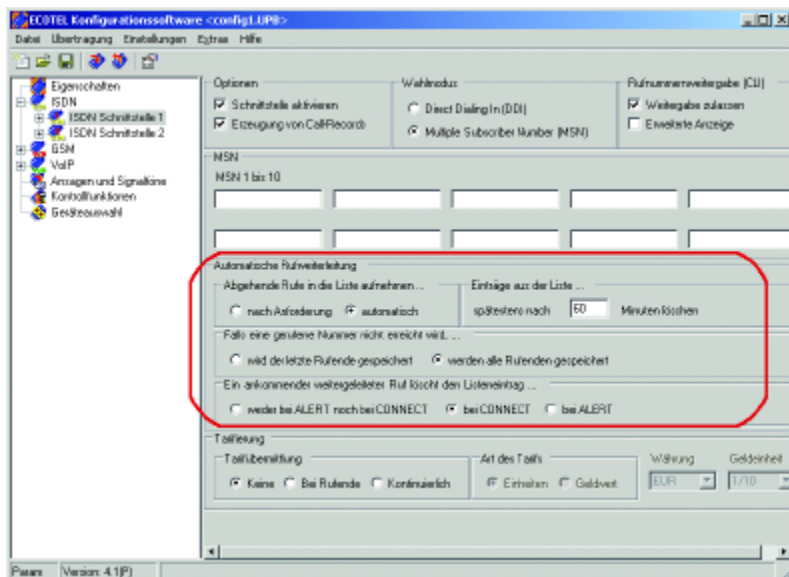 ECOTEL Konfigurationssoftware <config1.UPB>
Datei Übertragung Einstellungen Extras Hilfe
Eigenschaften
ISDN
ISDN Schnittstelle 1
ISDN Schnittstelle 2
GSM
VoIP
Ansagen und Signaltöne
Kontrollfunktionen
Geräteauswahl
Optionen
Schnittstelle aktivieren
Erzeugung von Call-Records
Wahlmodus
Direct Dialing In (DDI)
Multiple Subscriber Number (MSN)
Rufnummernweitergabe (CLI)
Weitergabe zulassen
Erweiterte Anzeige
MSN
MSN 1 bis 10
Automatische Rufweiterleitung
Abgehende Rufe in die Liste aufnehmen...
nach Anforderung automatisch
Einträge aus der Liste ...
spätestens nach 60 Minuten löschen
Falls eine gerufene Nummer nicht erreicht wird, ...
wird der letzte Rufende gespeichert werden alle Rufenden gespeichert
Ein ankommender weitergeleiteter Ruf löscht den Listeneintrag ...
weder bei ALERT noch bei CONNECT bei CONNECT bei ALERT
Tarifierung
Tarifübermittlung
Keine Bei Rufende Kontinuierlich
Art des Tarifs
Einheiten Geldwert
Währung
EUR
Geldeinheit
1/10
Param Version: 4.1(P)